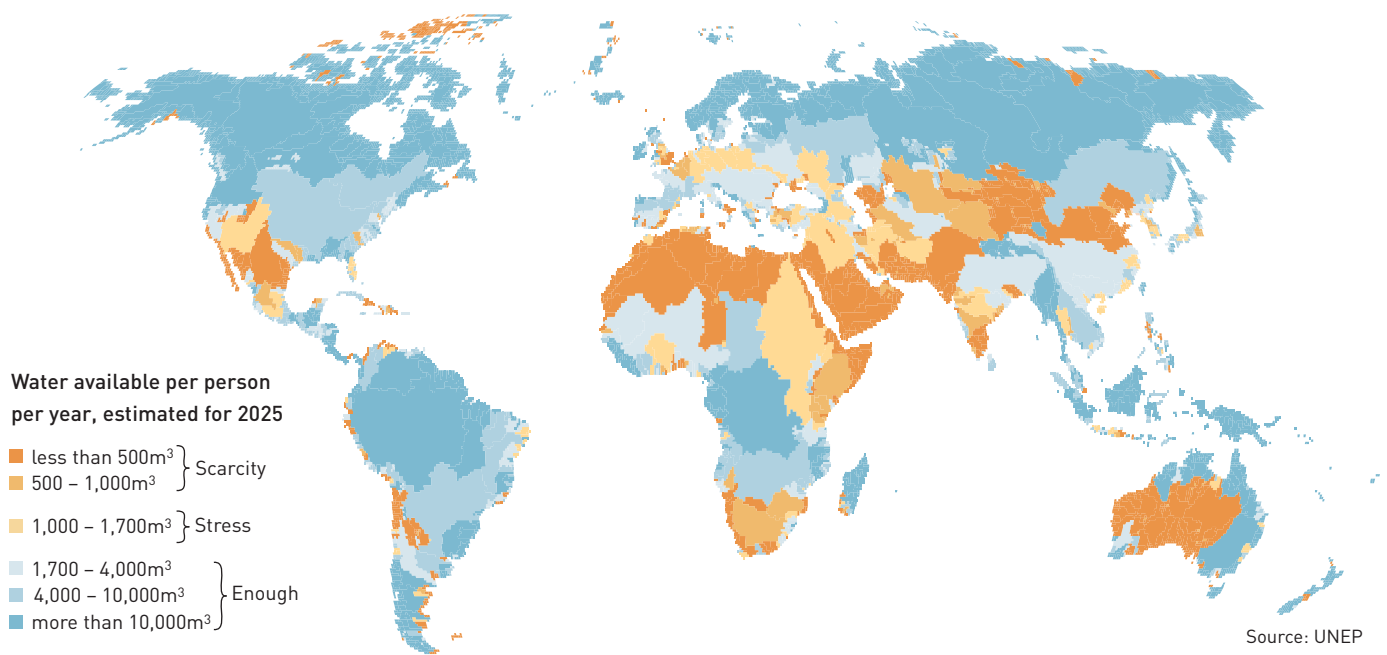 Water available per person
per year, estimated for 2025
less than 500m³
Scarcity
500 – 1,000m³
1,000 – 1,700m³
Stress
1,700 – 4,000m³
4,000 – 10,000m³
Enough
more than 10,000m³
Source: UNEP